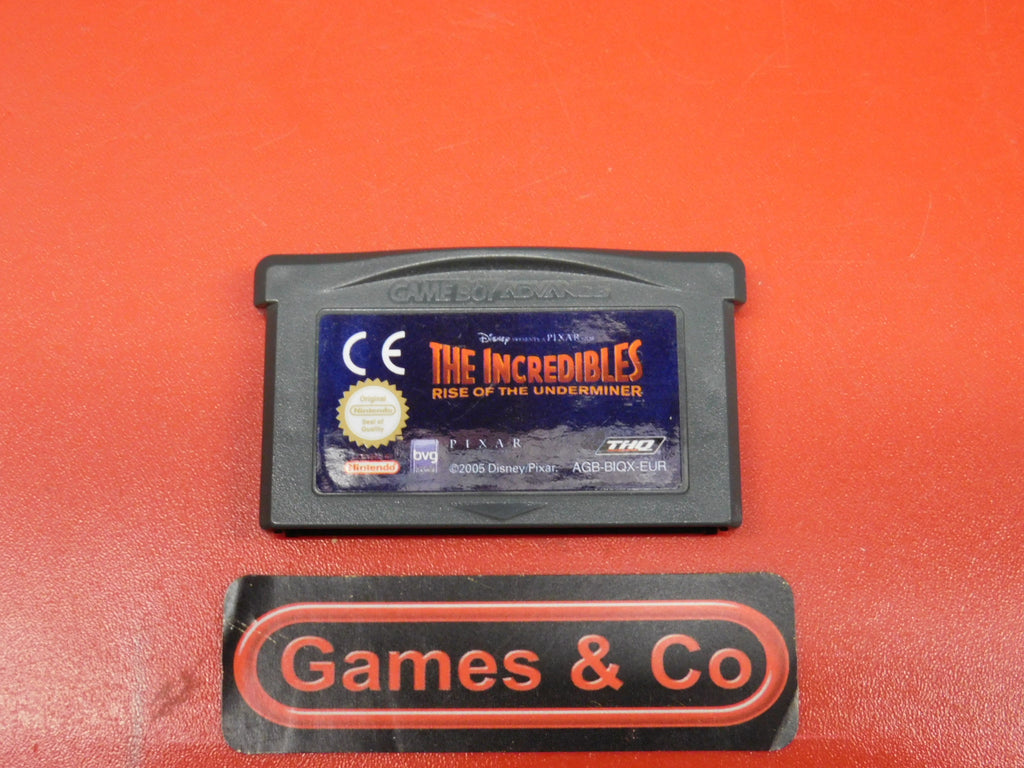 GAME BOY ADVANCE
CE
Disney PRESENTS A PIXAR FILM
THE INCREDIBLES
RISE OF THE UNDERMINER
Original
Nintendo
Seal of
Quality
PIXAR
THQ
Nintendo
bvg
©2005 Disney/Pixar.
AGB-BIQX-EUR
Games & Co